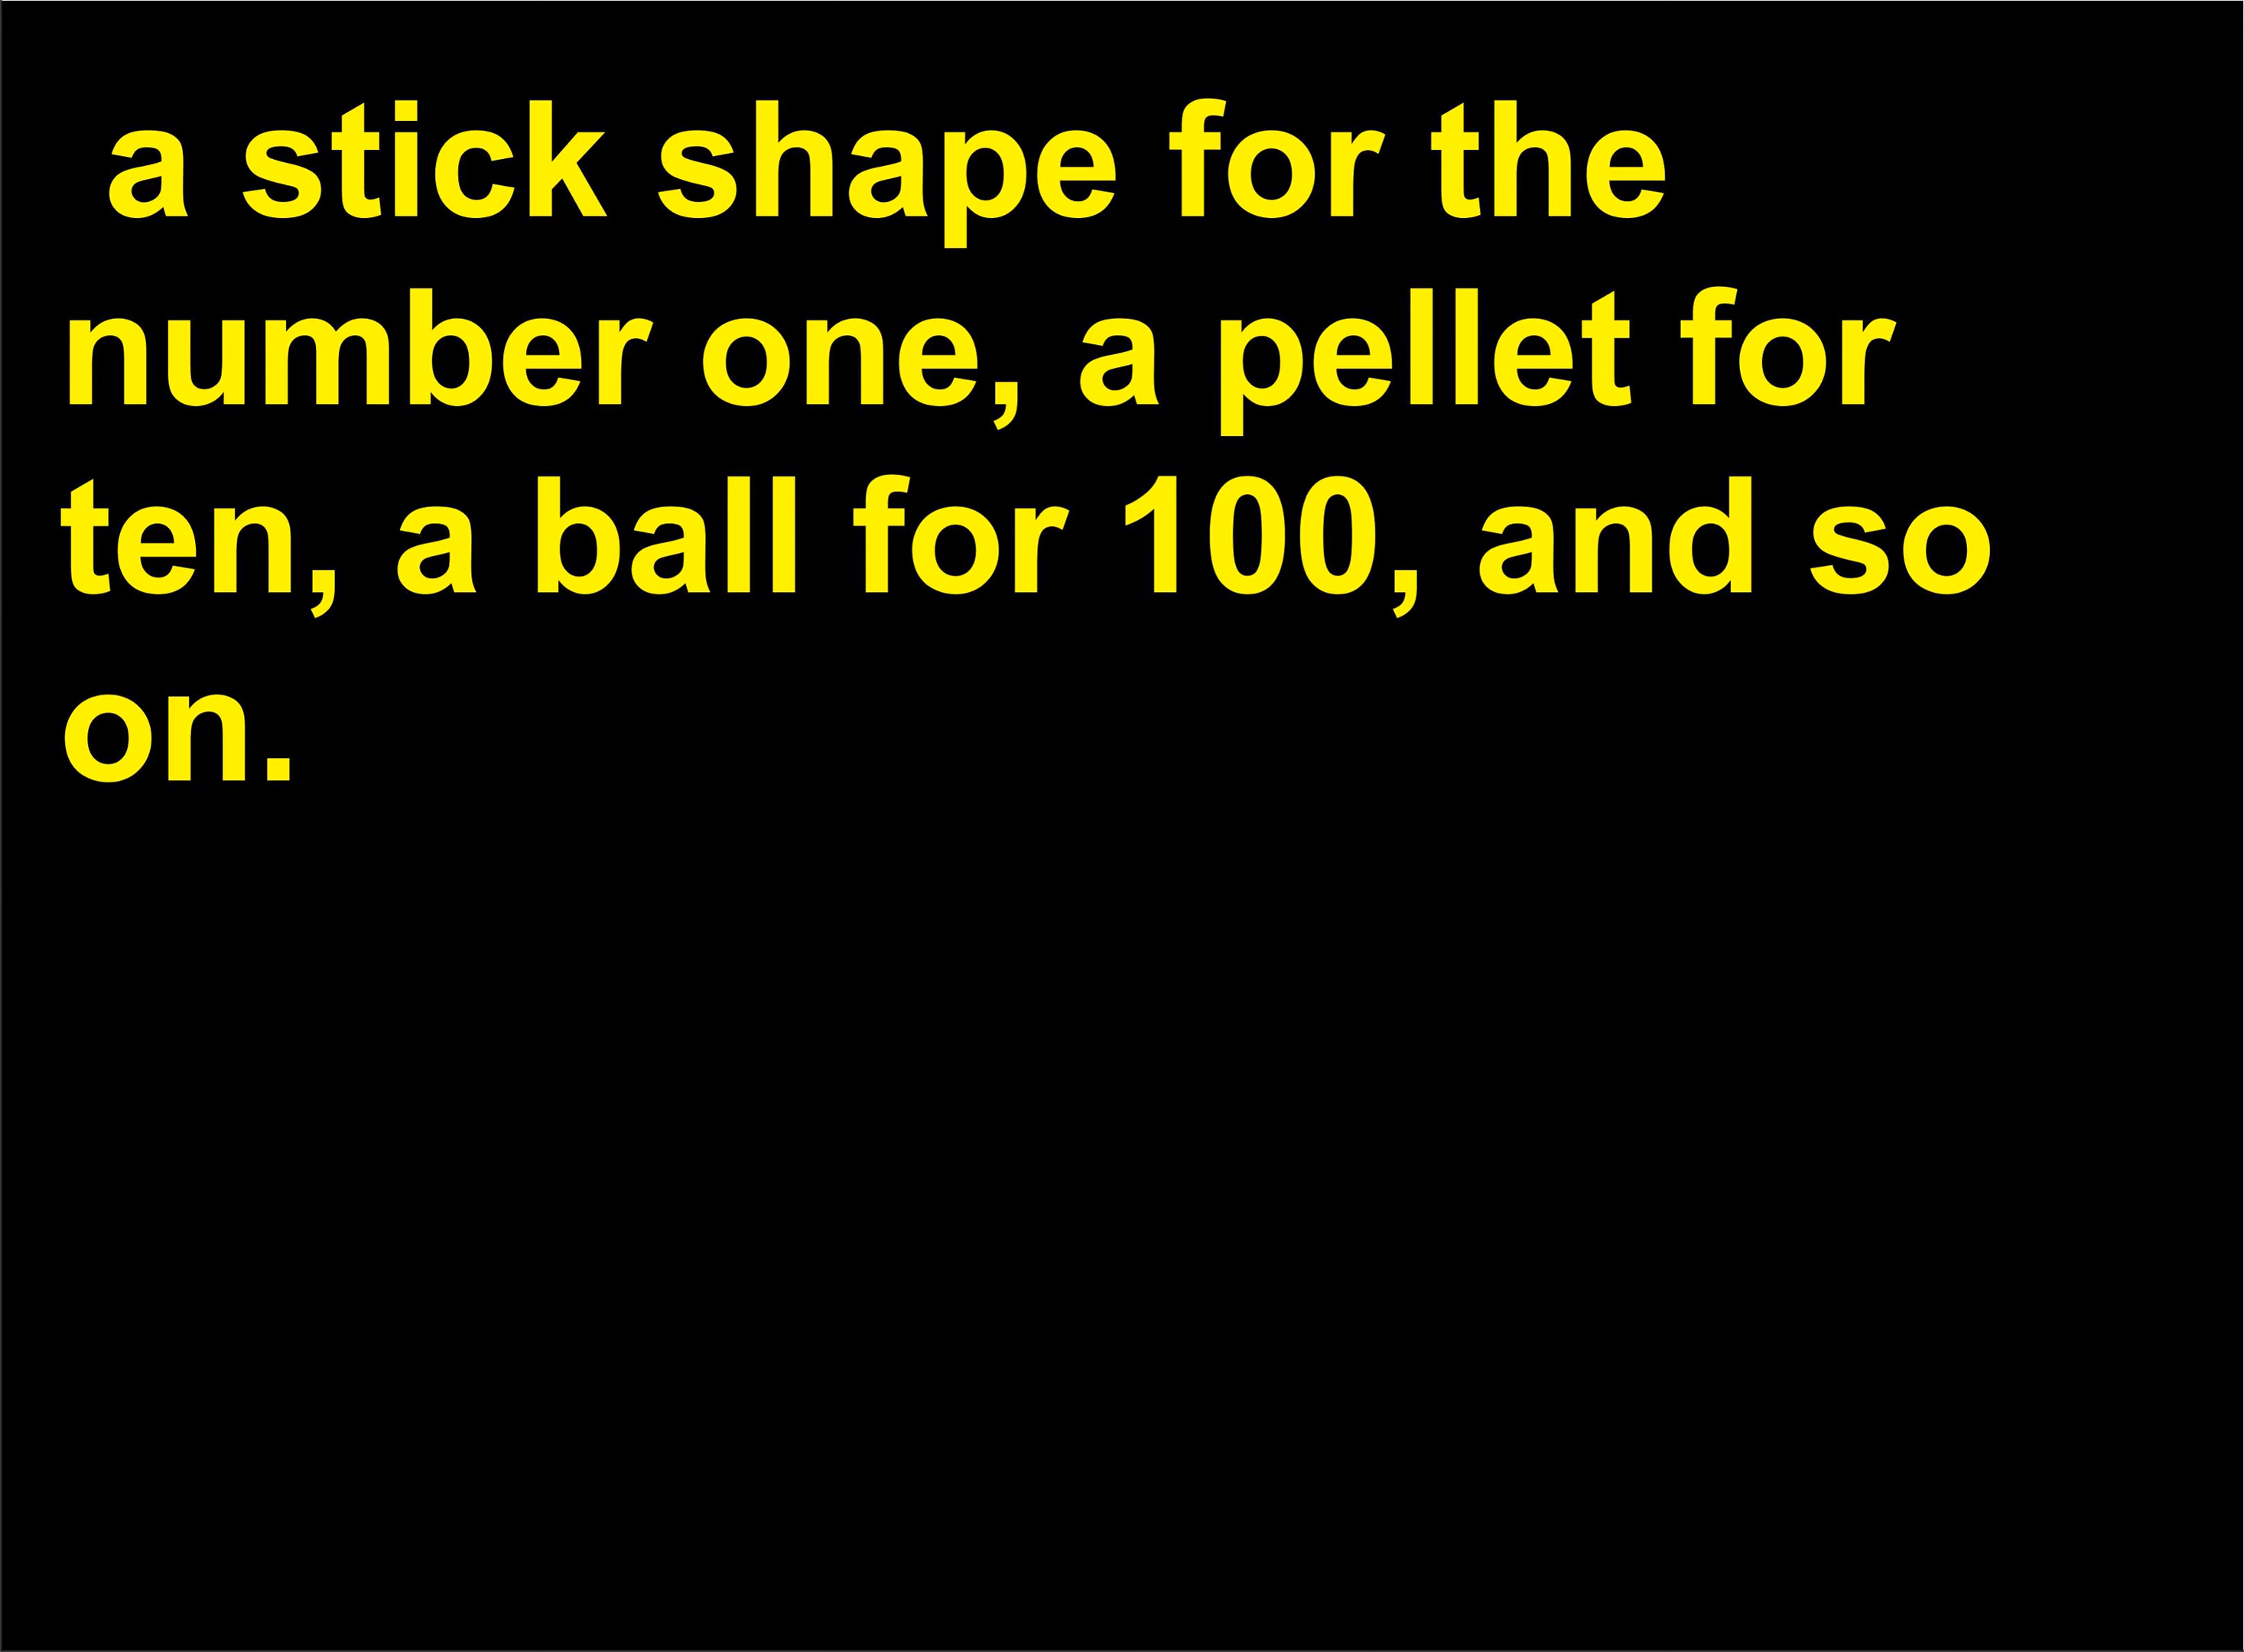 a stick shape for the
number one, a pellet for
ten, a ball for 100, and so
on.